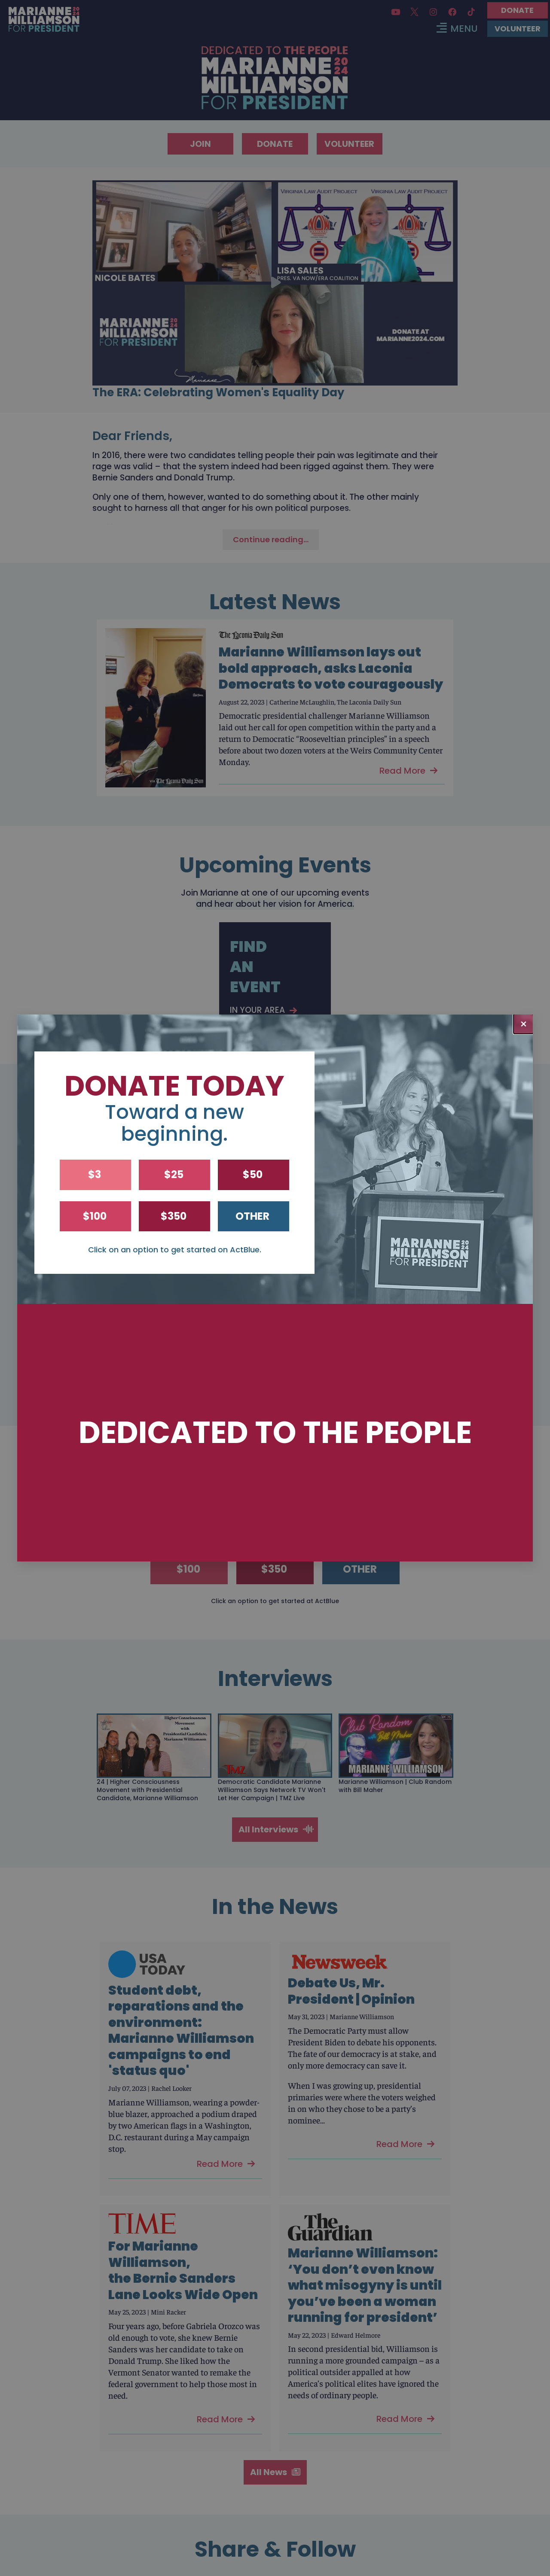 MARIANNE
WILLIAMSON
FOR PRESIDENT
DONATE
MENU
VOLUNTEER
DEDICATED TO THE PEOPLE
MARIANNE 2024
WILLIAMSON
FOR PRESIDENT
JOIN
DONATE
VOLUNTEER
VIRGINIA LAW AUDIT PROJECT
VIRGINIA LAW AUDIT PROJECT
NICOLE BATES
LISA SALES
PRES. VA NOW/ERA COALITION
MARIANNE
WILLIAMSON
FOR PRESIDENT
DONATE AT
MARIANNE2024.COM
The ERA: Celebrating Women's Equality Day
Dear Friends,
In 2016, there were two candidates telling people their pain was legitimate and their
rage was valid – that the system indeed had been rigged against them. They were
Bernie Sanders and Donald Trump.
Only one of them, however, wanted to do something about it. The other mainly
sought to harness all that anger for his own political purposes.
Continue reading...
Latest News
The Laconia Daily Sun
Marianne Williamson lays out
bold approach, asks Laconia
Democrats to vote courageously
August 22, 2023 | Catherine McLaughlin, The Laconia Daily Sun
Democratic presidential challenger Marianne Williamson
laid out her call for open competition within the party and a
return to Democratic “Rooseveltian principles” in a speech
before about two dozen voters at the Weirs Community Center
Monday.
The Laconia Daily Sun
Read More
Upcoming Events
Join Marianne at one of our upcoming events
and hear about her vision for America.
FIND
AN
EVENT
IN YOUR AREA
×
DONATE TODAY
Toward a new
beginning.
$3
$25
$50
$100
$350
OTHER
Click on an option to get started on ActBlue.
MARIANNE
WILLIAMSON
FOR PRESIDENT
DEDICATED TO THE PEOPLE
$100
$350
OTHER
Click an option to get started at ActBlue
Interviews
Higher Consciousness
Movement
with
Presidential Candidate,
Marianne Williamson
TMZ
Club Random
with Bill Maher
MARIANNE WILLIAMSON
24 | Higher Consciousness
Movement with Presidential
Candidate, Marianne Williamson
Democratic Candidate Marianne
Williamson Says Network TV Won't
Let Her Campaign | TMZ Live
Marianne Williamson | Club Random
with Bill Maher
All Interviews
In the News
USA
TODAY
Student debt,
reparations and the
environment:
Marianne Williamson
campaigns to end
'status quo'
July 07, 2023 | Rachel Looker
Marianne Williamson, wearing a powder-
blue blazer, approached a podium draped
by two American flags in a Washington,
D.C. restaurant during a May campaign
stop.
Read More
Newsweek
Debate Us, Mr.
President | Opinion
May 31, 2023 | Marianne Williamson
The Democratic Party must allow
President Biden to debate his opponents.
The fate of our democracy is at stake, and
only more democracy can save it.
When I was growing up, presidential
primaries were where the voters weighed
in on who they chose to be a party's
nominee...
Read More
TIME
For Marianne
Williamson,
the Bernie Sanders
Lane Looks Wide Open
May 25, 2023 | Mini Racker
Four years ago, before Gabriela Orozco was
old enough to vote, she knew Bernie
Sanders was her candidate to take on
Donald Trump. She liked how the
Vermont Senator wanted to remake the
federal government to help those most in
need.
Read More
The
Guardian
Marianne Williamson:
‘You don’t even know
what misogyny is until
you’ve been a woman
running for president’
May 22, 2023 | Edward Helmore
In second presidential bid, Williamson is
running a more grounded campaign – as a
political outsider appalled at how
America's political elites have ignored the
needs of ordinary people.
Read More
All News
Share & Follow